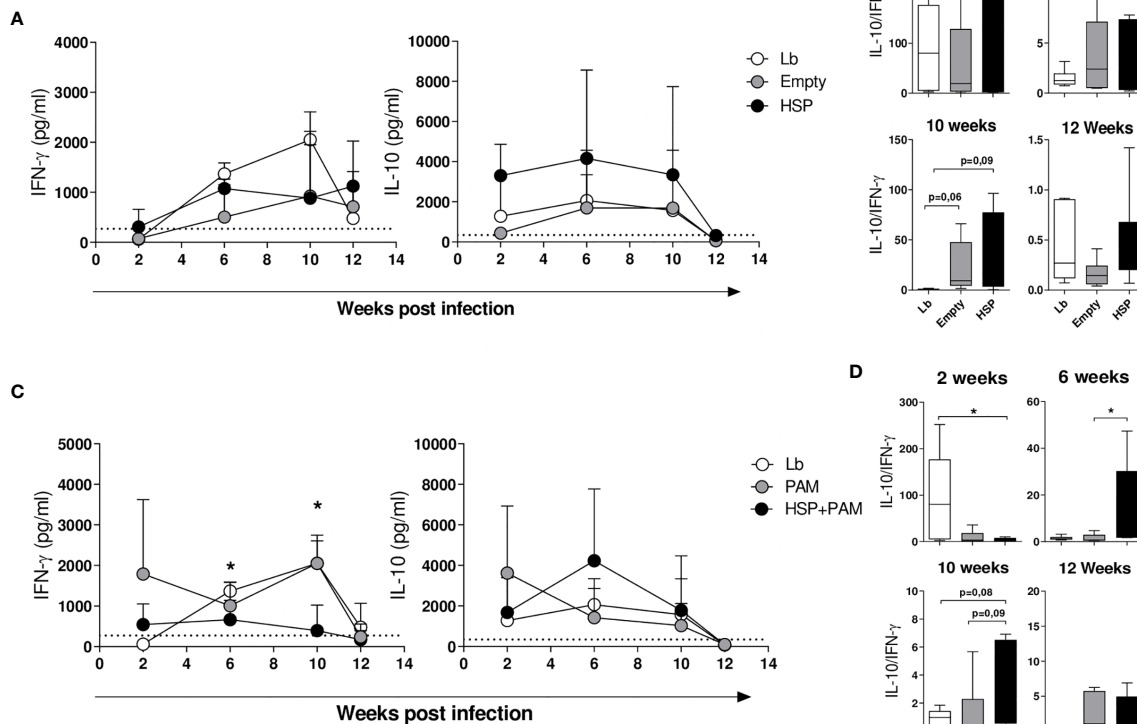 A
4000
3000
2000
1000
0
IFN-γ (pg/ml)
0 2 4 6 8 10 12 14
10000
8000
6000
4000
2000
0
IL-10 (pg/ml)
0 2 4 6 8 10 12 14
Lb
Empty
HSP
Weeks post infection
100
0
5
0
10 weeks
12 Weeks
IL-10/IFN-γ
150
100
50
0
p=0,09
p=0,06
Lb Empty HSP
1.5
1.0
0.5
0.0
Lb Empty HSP
C
5000
4000
3000
2000
1000
0
IFN-γ (pg/ml)
* *
0 2 4 6 8 10 12 14
10000
8000
6000
4000
2000
0
IL-10 (pg/ml)
0 2 4 6 8 10 12 14
Lb
PAM
HSP+PAM
Weeks post infection
D
2 weeks
6 weeks
IL-10/IFN-γ
300
200
100
0
*
60
40
20
0
*
10 weeks
12 Weeks
IL-10/IFN-γ
10
8
6
4
2
p=0,08
p=0,09
20
15
10
5